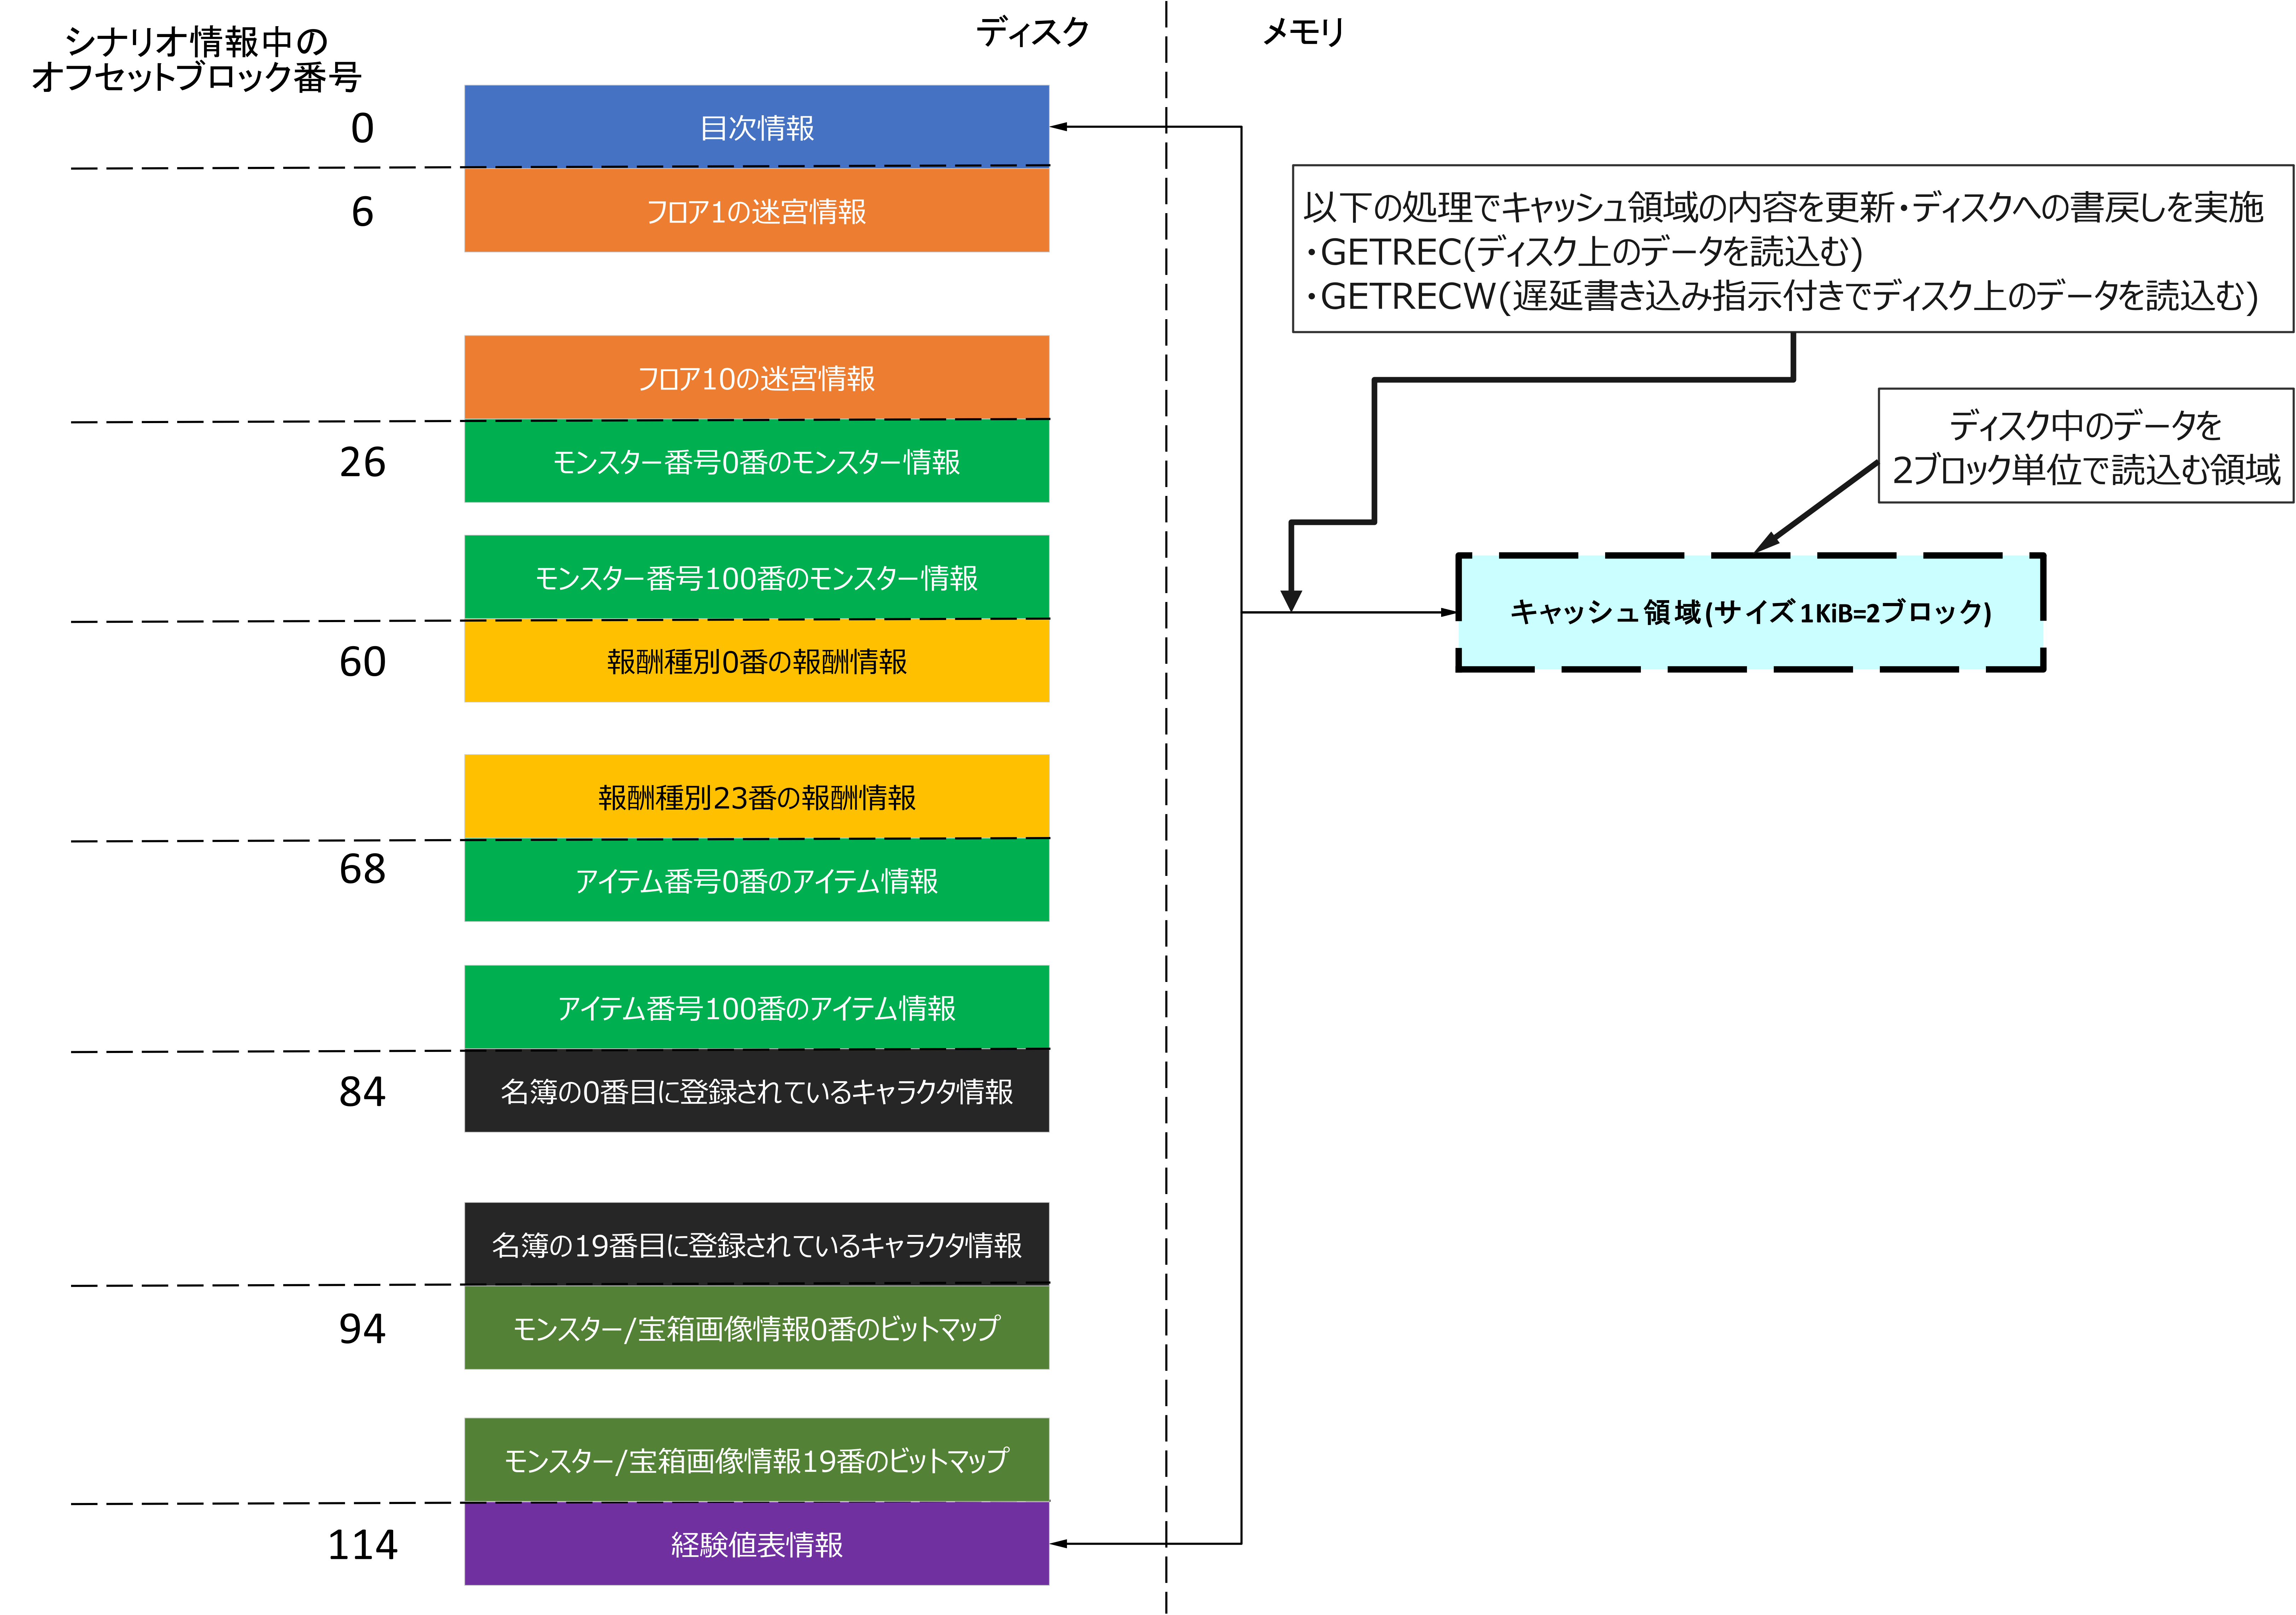 シナリオ情報中の
オフセットブロック番号
ディスク
メモリ
0
目次情報
6
フロア1の迷宮情報
以下の処理でキャッシュ領域の内容を更新・ディスクへの書戻しを実施
・GETREC(ディスク上のデータを読込む)
・GETRECW(遅延書き込み指示付きでディスク上のデータを読込む)
フロア10の迷宮情報
26
モンスター番号0番のモンスター情報
ディスク中のデータを
2ブロック単位で読込む領域
モンスター番号100番のモンスター情報
キャッシュ領域(サイズ1KiB=2ブロック)
60
報酬種別0番の報酬情報
報酬種別23番の報酬情報
68
アイテム番号0番のアイテム情報
アイテム番号100番のアイテム情報
84
名簿の0番目に登録されているキャラクタ情報
名簿の19番目に登録されているキャラクタ情報
94
モンスター/宝箱画像情報0番のビットマップ
モンスター/宝箱画像情報19番のビットマップ
114
経験値表情報